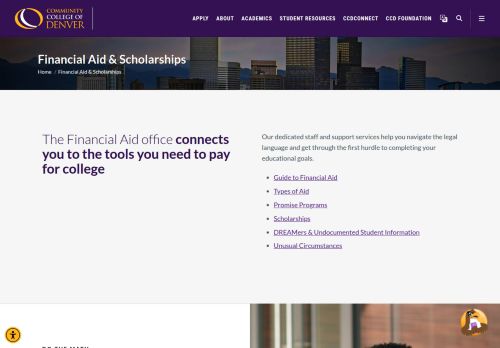 COMMUNITY
COLLEGE OF
DENVER
APPLY ABOUT ACADEMICS STUDENT RESOURCES CCDCONNECT CCD FOUNDATION
Financial Aid & Scholarships
Home / Financial Aid & Scholarships
The Financial Aid office connects
you to the tools you need to pay
for college
Our dedicated staff and support services help you navigate the legal
language and get through the first hurdle to completing your
educational goals.
Guide to Financial Aid
Types of Aid
Promise Programs
Scholarships
DREAMers & Undocumented Student Information
Unusual Circumstances